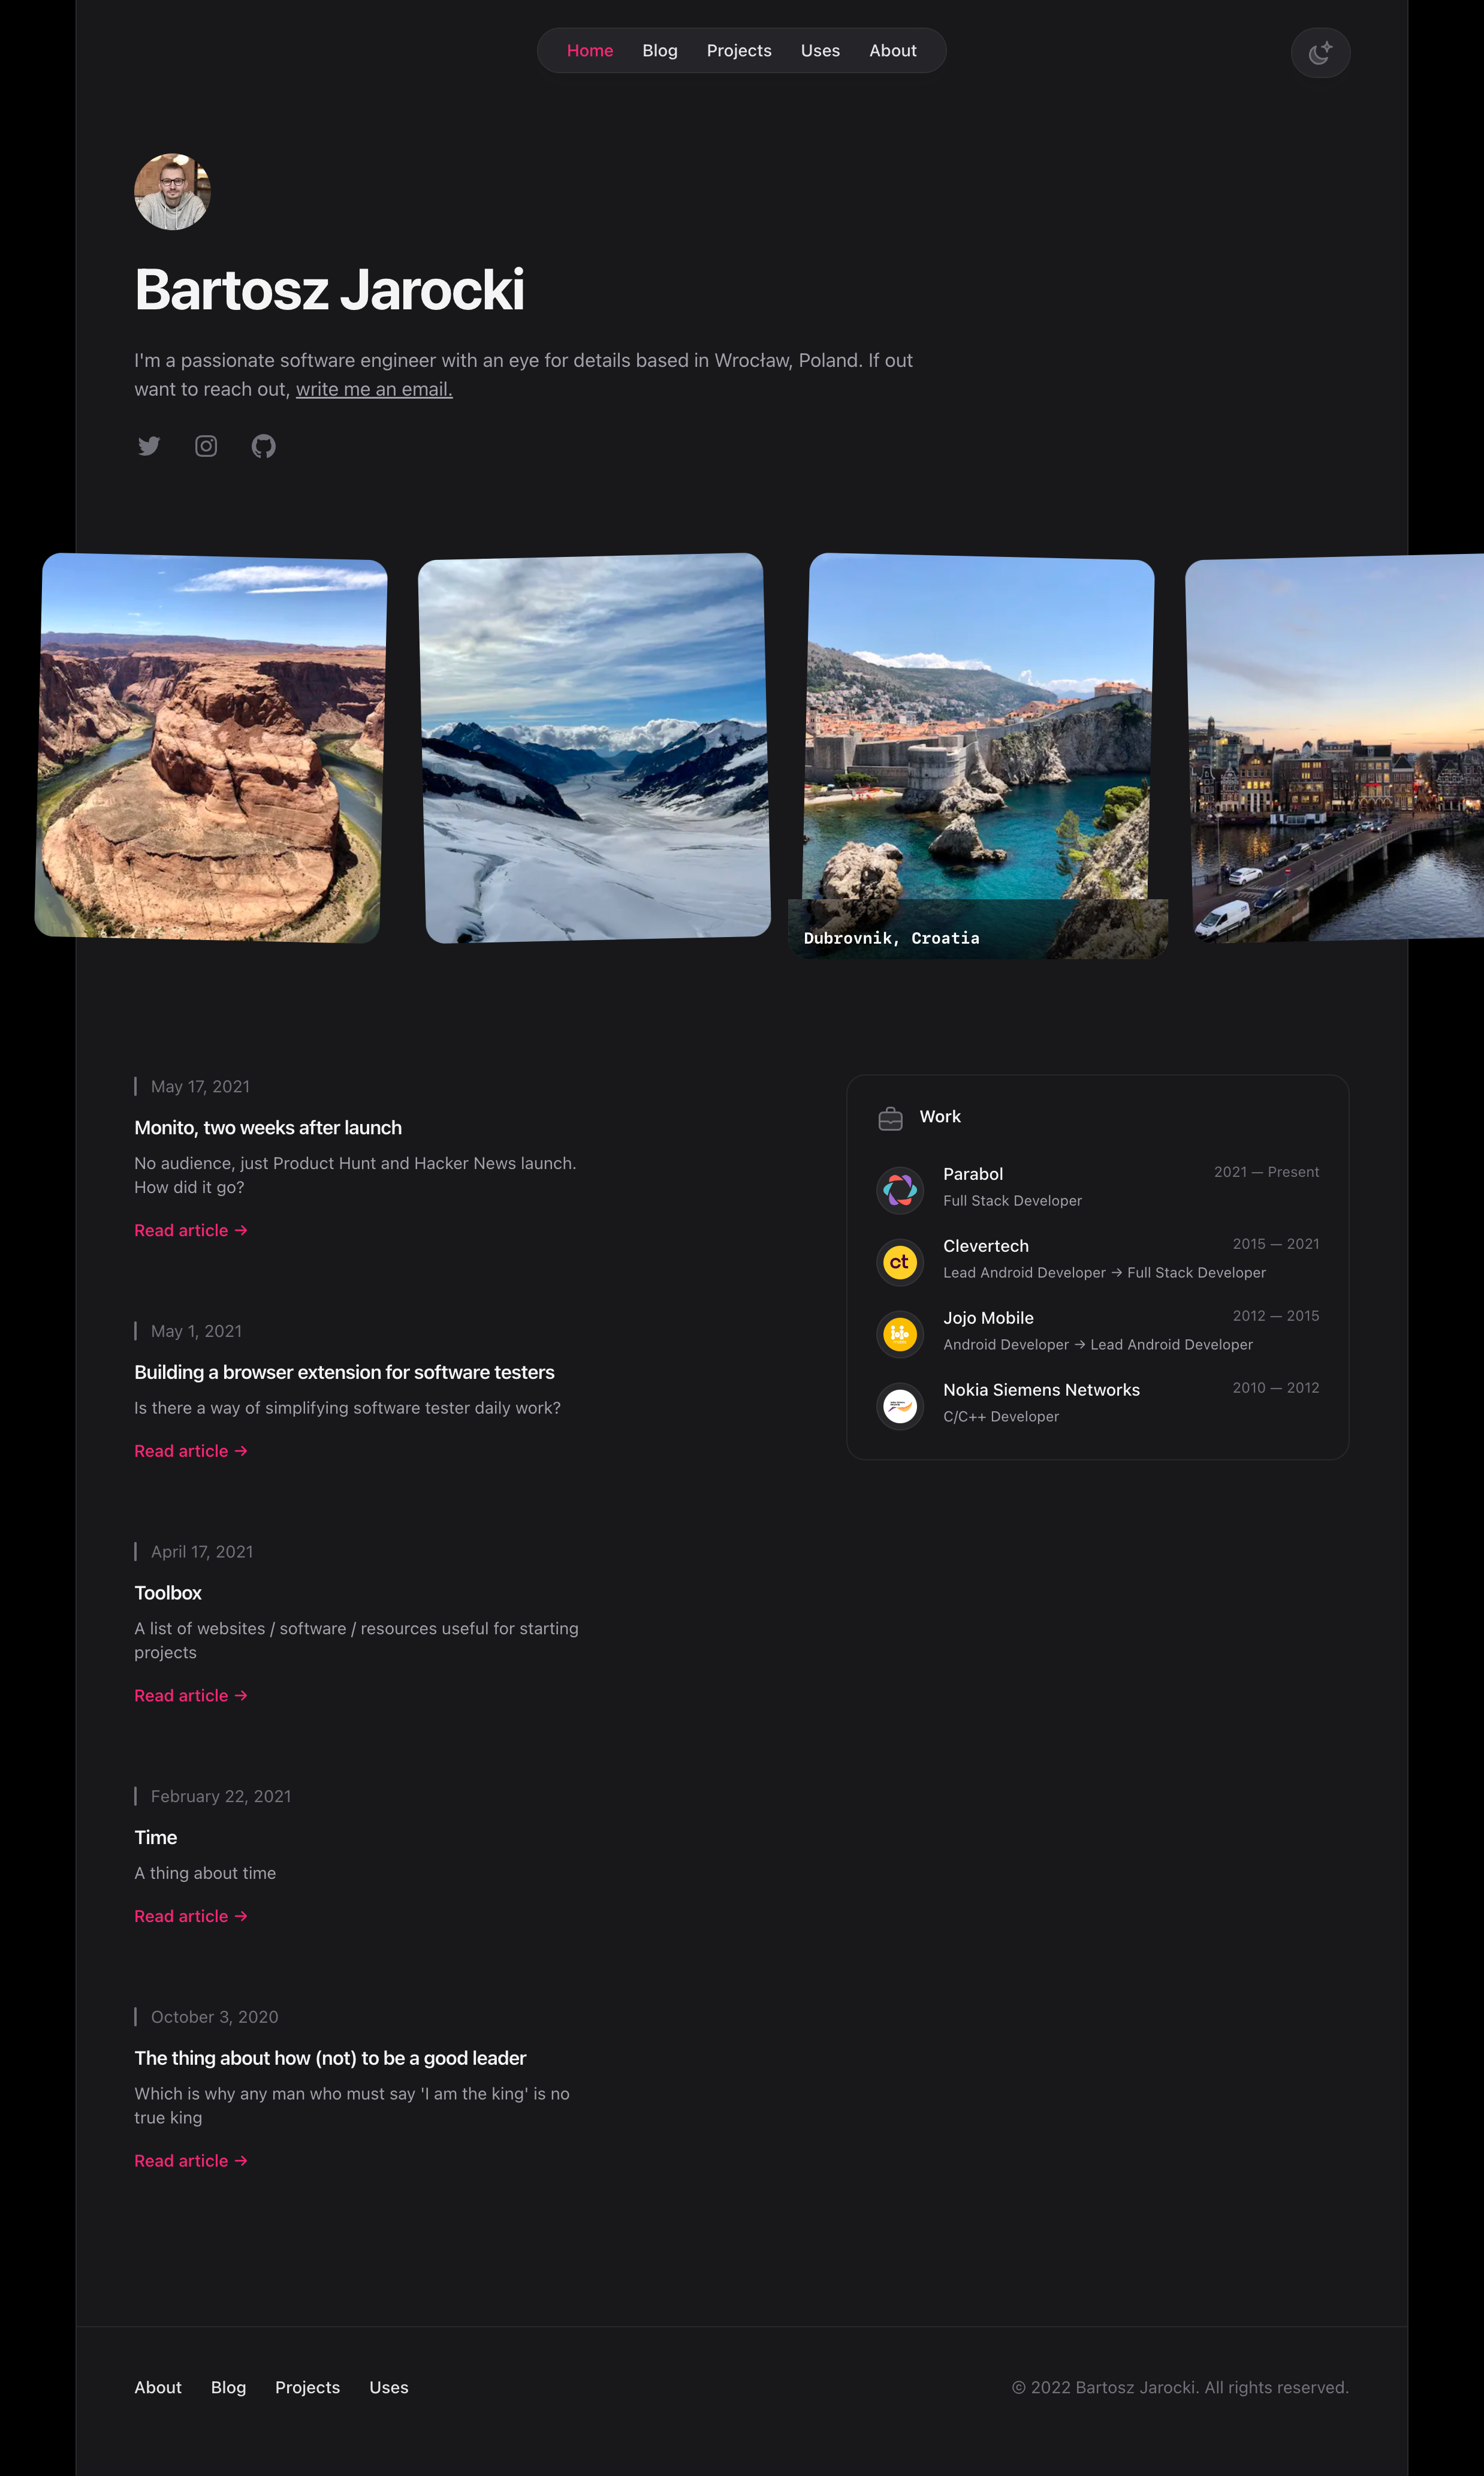 Home Blog Projects Uses About
Bartosz Jarocki
I'm a passionate software engineer with an eye for details based in Wrocław, Poland. If out
want to reach out, write me an email.
Dubrovnik, Croatia
May 17, 2021
Monito, two weeks after launch
No audience, just Product Hunt and Hacker News launch.
How did it go?
Read article →
May 1, 2021
Building a browser extension for software testers
Is there a way of simplifying software tester daily work?
Read article →
April 17, 2021
Toolbox
A list of websites / software / resources useful for starting
projects
Read article →
February 22, 2021
Time
A thing about time
Read article →
October 3, 2020
The thing about how (not) to be a good leader
Which is why any man who must say 'I am the king' is no
true king
Read article →
Work
Parabol 2021 — Present
Full Stack Developer
ct
Clevertech 2015 — 2021
Lead Android Developer → Full Stack Developer
Jojo Mobile 2012 — 2015
Android Developer → Lead Android Developer
Nokia Siemens Networks 2010 — 2012
C/C++ Developer
About Blog Projects Uses
© 2022 Bartosz Jarocki. All rights reserved.